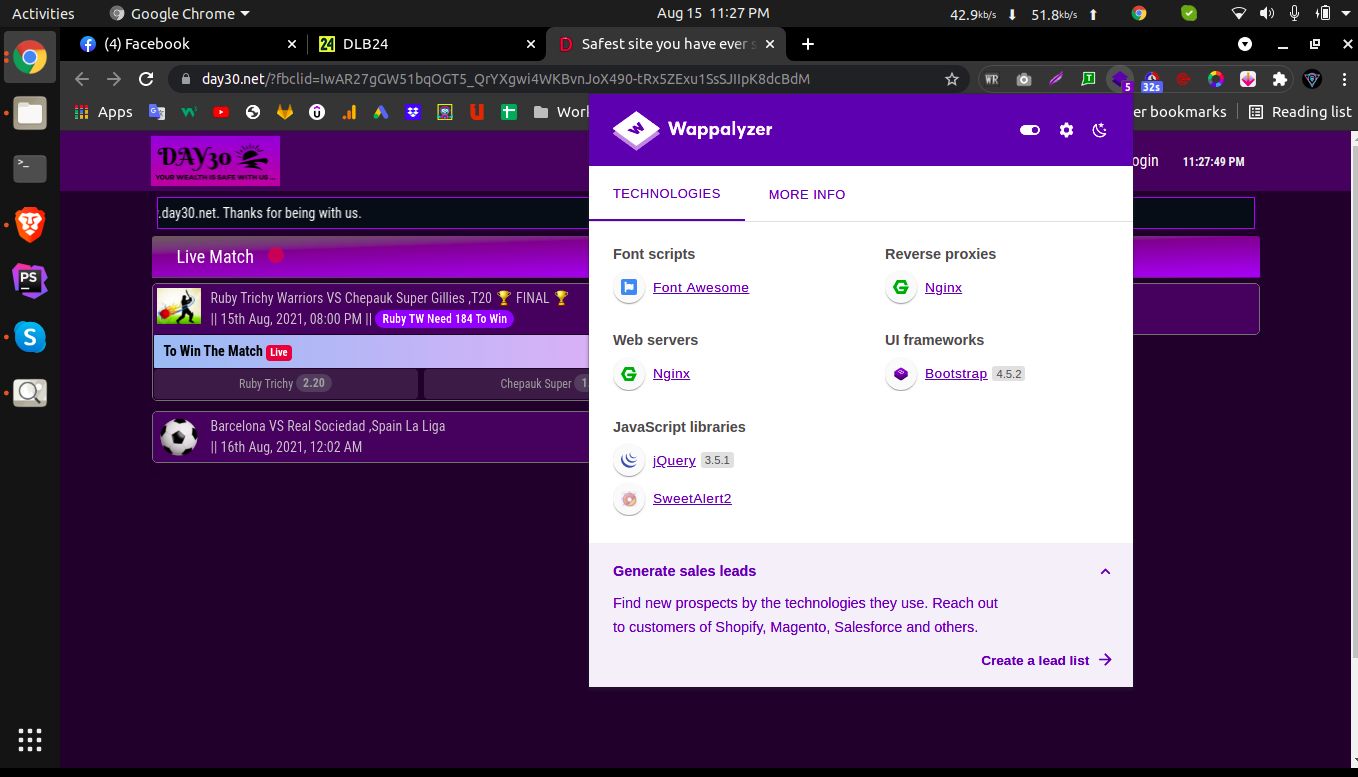 Activities
Google Chrome
Aug 15 11:27 PM
42.9kb/s
51.8kb/s
(4) Facebook
24 DLB24
D Safest site you have ever s
day30.net/?fbclid=IwAR27gGW51bqOGT5_QrYXgwi4WKBvnJoX490-tRx5ZExu1SsSJIIpK8dcBdM
WR
5
32s
Apps
Worl
er bookmarks
Reading list
DAY30
YOUR WEALTH IS SAFE WITH US ...
ogin
11:27:49 PM
.day30.net. Thanks for being with us.
Live Match
Ruby Trichy Warriors VS Chepauk Super Gillies ,T20 🏆 FINAL 🏆
|| 15th Aug, 2021, 08:00 PM || Ruby TW Need 184 To Win
To Win The Match Live
Ruby Trichy 2.20
Chepauk Super 1.
Barcelona VS Real Sociedad ,Spain La Liga
|| 16th Aug, 2021, 12:02 AM
PS
S
Wappalyzer
TECHNOLOGIES
MORE INFO
Font scripts
Font Awesome
Reverse proxies
Nginx
Web servers
Nginx
UI frameworks
Bootstrap 4.5.2
JavaScript libraries
jQuery 3.5.1
SweetAlert2
Generate sales leads
Find new prospects by the technologies they use. Reach out
to customers of Shopify, Magento, Salesforce and others.
Create a lead list